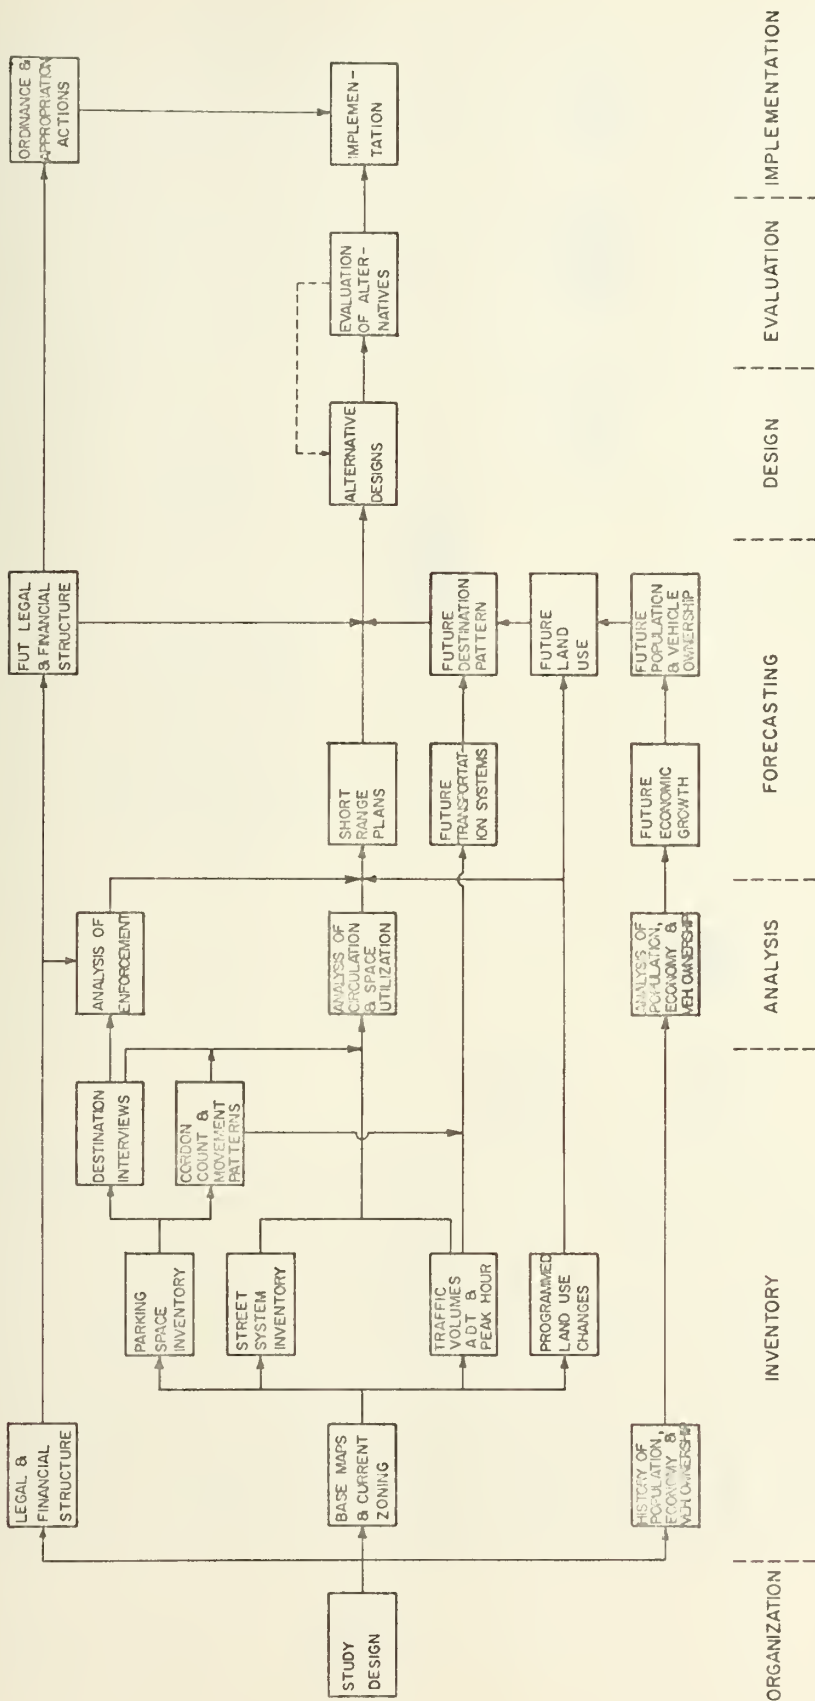 STUDY
DESIGN
LEGAL &
FINANCIAL
STRUCTURE
BASE MAPS
& CURRENT
ZONING
HISTORY OF
POPULATION,
ECONOMY &
VEH. OWNERSHIP
PARKING
SPACE
INVENTORY
STREET
SYSTEM
INVENTORY
TRAFFIC
VOLUMES
ADT &
PEAK HOUR
PROGRAMMED
LAND USE
CHANGES
DESTINATION
INTERVIEWS
CORDON
COUNT &
MOVEMENT
PATTERNS
ANALYSIS OF
ENFORCEMENT
ANALYSIS OF
CIRCULATION
& SPACE
UTILIZATION
ANALYSIS OF
POPULATION,
ECONOMY &
VEH. OWNERSHIP
SHORT
RANGE
PLANS
FUTURE
TRANSPORTAT-
ION SYSTEMS
FUTURE
ECONOMIC
GROWTH
FUT LEGAL
& FINANCIAL
STRUCTURE
FUTURE
DESTINATION
PATTERN
FUTURE
LAND
USE
FUTURE
POPULATION
& VEHICLE
OWNERSHIP
ALTERNATIVE
DESIGNS
EVALUATION
OF ALTER-
NATIVES
ORDINANCE &
APPROPRIATION
ACTIONS
IMPLEMEN-
TATION
ORGANIZATION
INVENTORY
ANALYSIS
FORECASTING
DESIGN
EVALUATION
IMPLEMENTATION